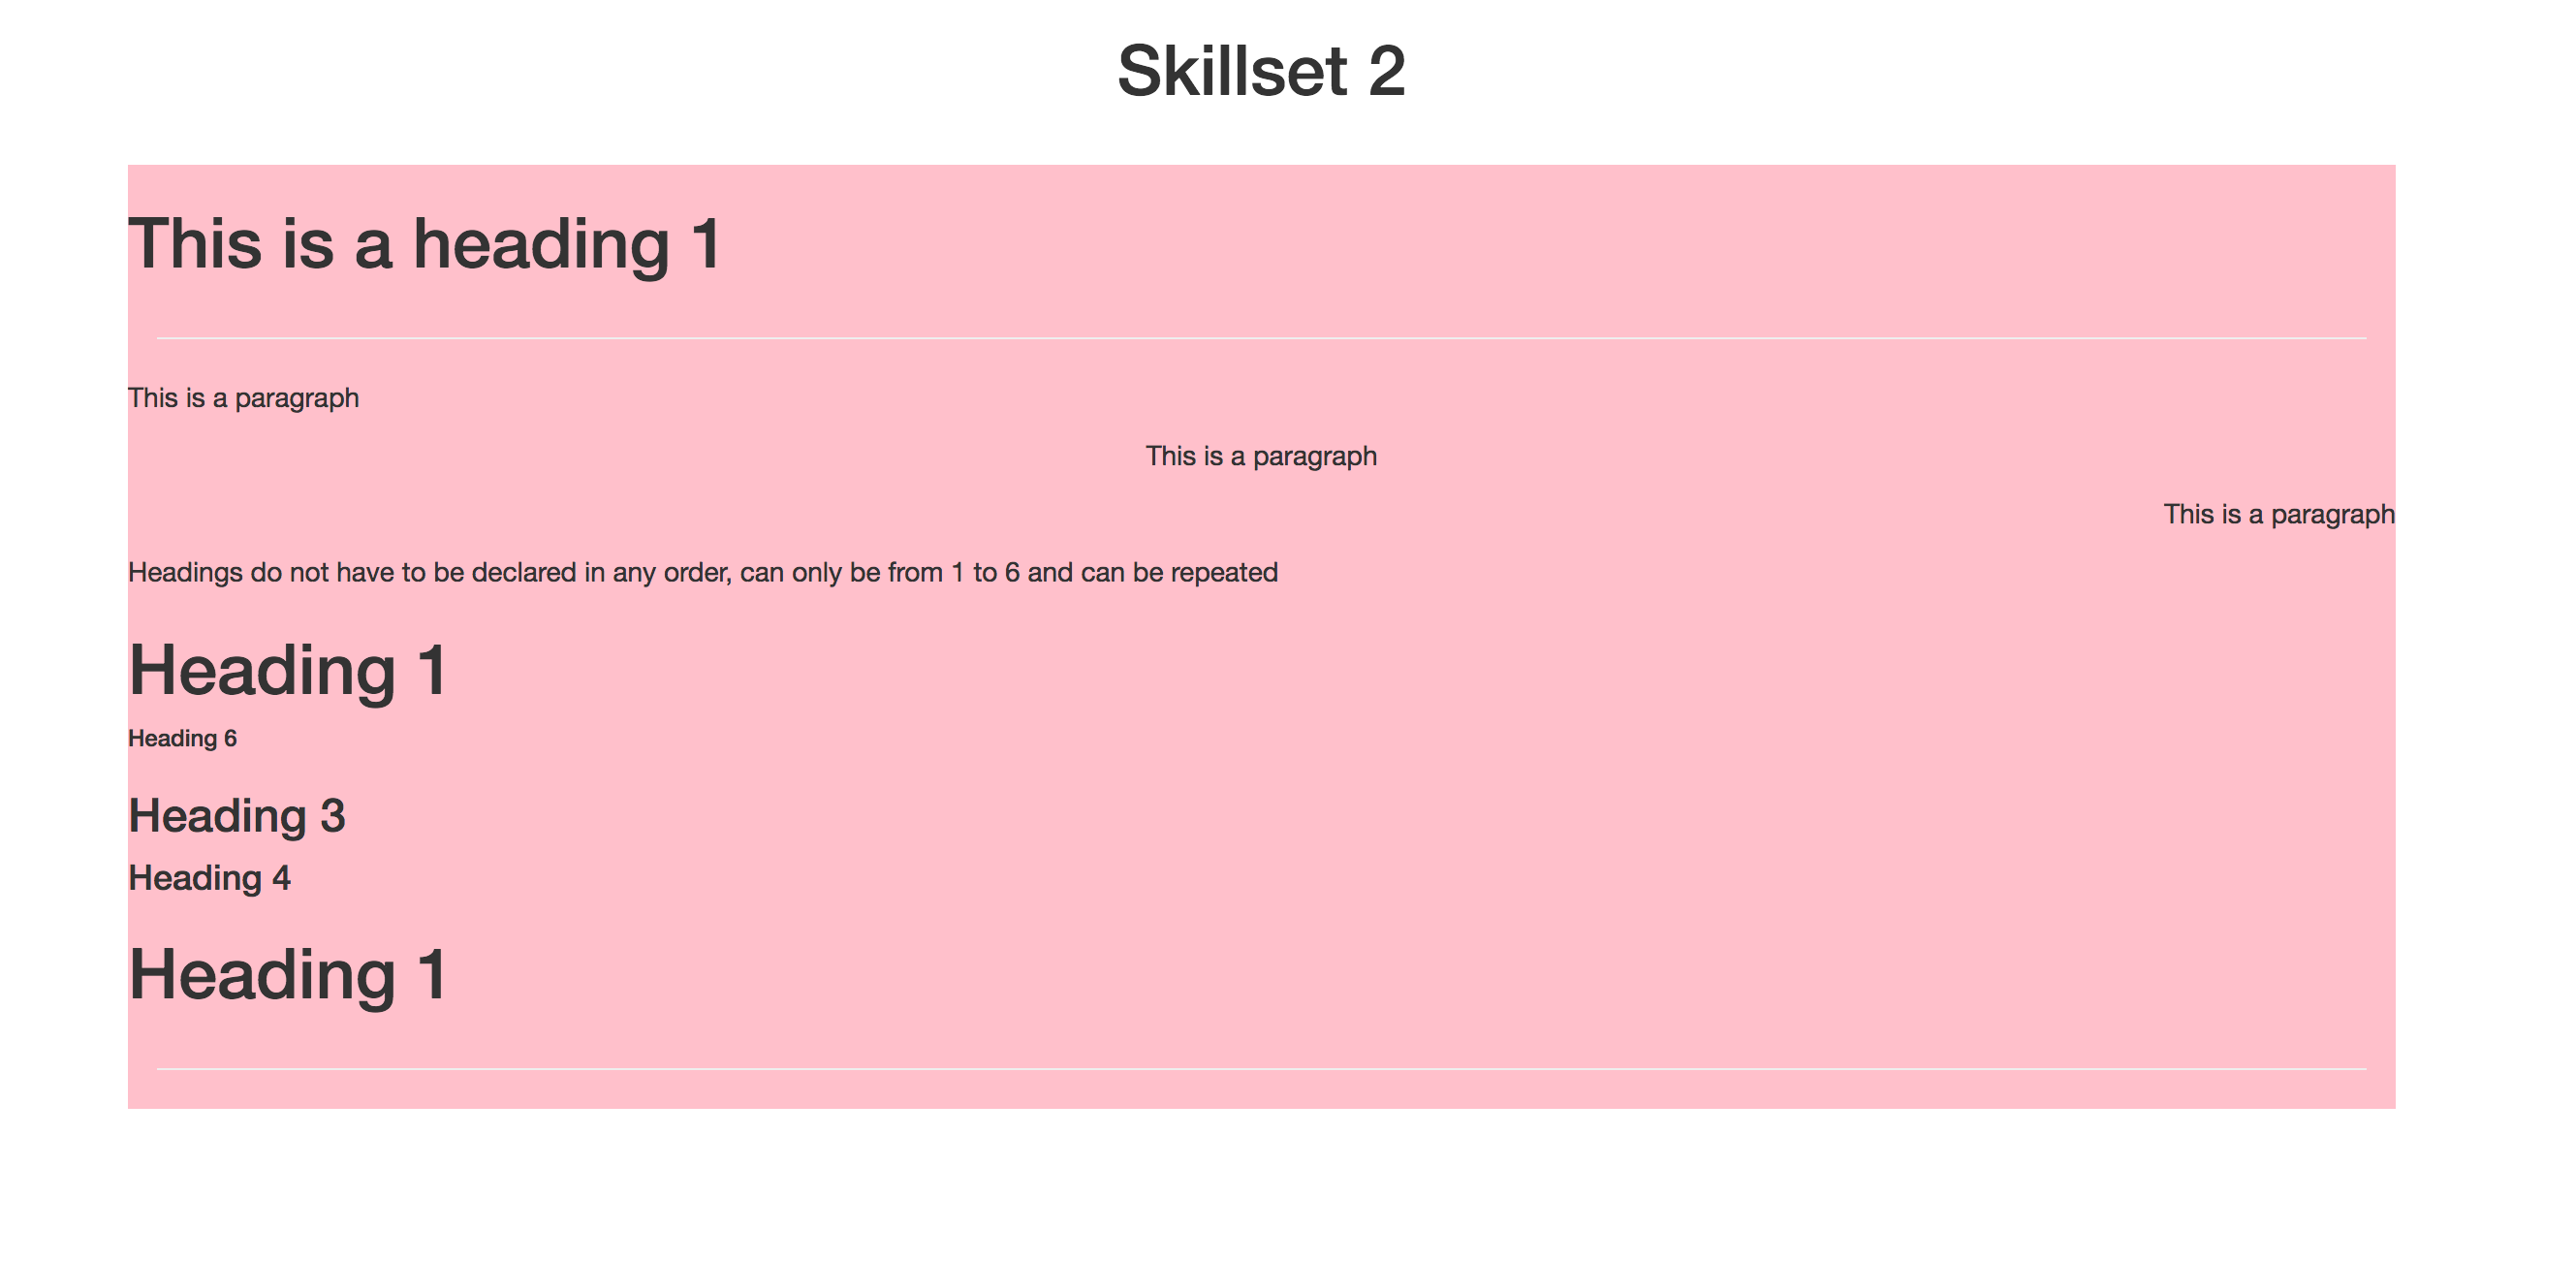 Skillset 2
This is a heading 1
This is a paragraph
This is a paragraph
This is a paragraph
Headings do not have to be declared in any order, can only be from 1 to 6 and can be repeated
Heading 1
Heading 6
Heading 3
Heading 4
Heading 1